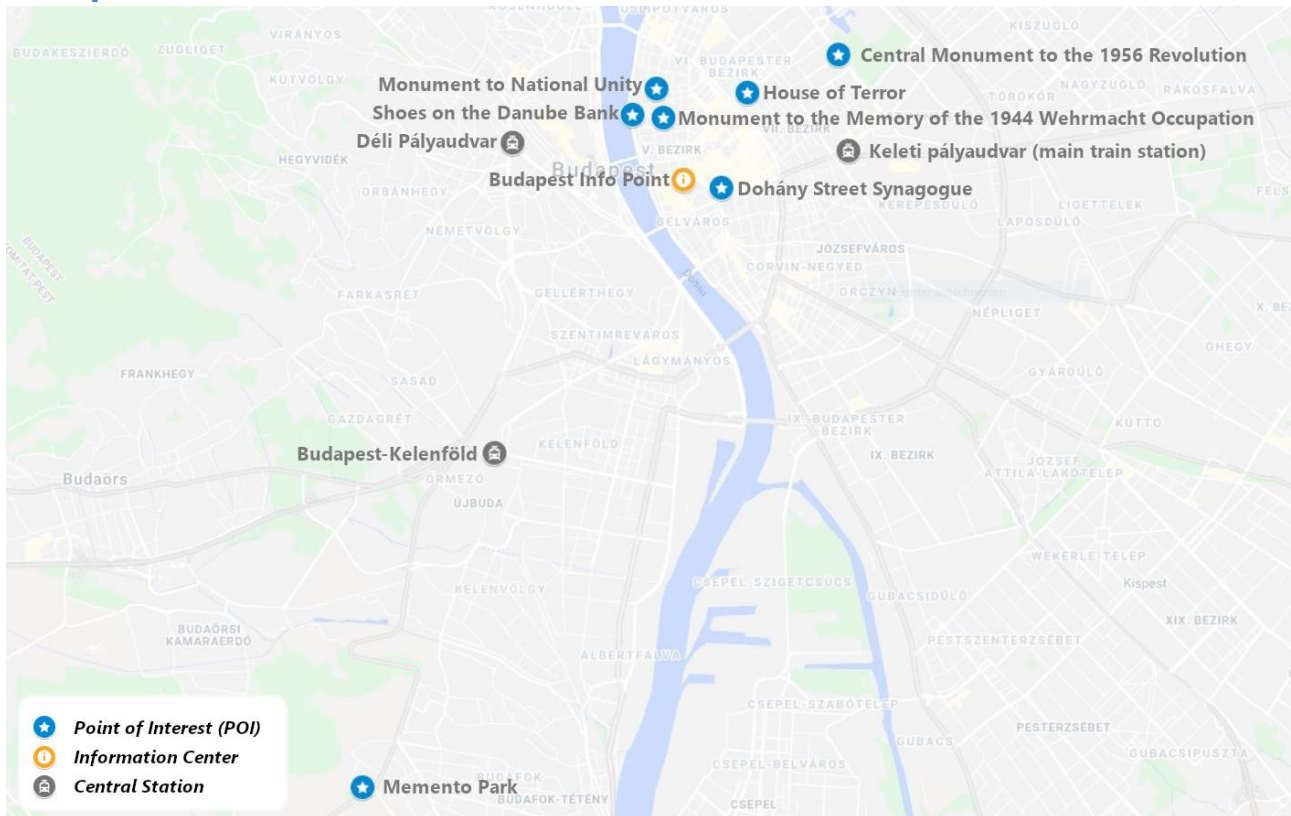 VIRÁNYOS
KISZUGLÓ
BUDAKESZIERDŐ
ZUGLIGET
VI. BUDAPESTER
BEZIRK
Central Monument to the 1956 Revolution
KÚTVÖLGY
Monument to National Unity
House of Terror
NAGYZUGLÓ
RÁKOSFALVA
TÖRÖKŐR
Shoes on the Danube Bank
Monument to the Memory of the 1944 Wehrmacht Occupation
VII. BEZIRK
Déli Pályaudvar
V. BEZIRK
Keleti pályaudvar (main train station)
HEGYVIDÉK
Budapest
Budapest Info Point
Dohány Street Synagogue
ORBÁNHEGY
KEREPESDŰLŐ
LIGETTELEK
NÉMETVÖLGY
BELVÁROS
LAPOSDŰLŐ
JÓZSEFVÁROS
CORVIN-NEGYED
Donau
FARKASRÉT
GELLÉRTHEGY
ORCZY
NÉPLIGET
SZENTIMREVÁROS
ÓHEGY
LÁGYMÁNYOS
FRANKHEGY
SASAD
GYÁRDŰLŐ
GAZDAGRÉT
IX. BUDAPESTER
BEZIRK
KÚTTÓ
Budapest-Kelenföld
KELENFÖLD
IX. BEZIRK
JÓZSEF
ATTILA-LAKÓTELEP
Budaörs
ŐRMEZŐ
ÚJBUDA
WEKERLE-TELEP
CSEPEL-SZIGETCSÚCS
Kispest
KELENVÖLGY
GUBACSIDŰLŐ
XIX. BEZIRK
BUDAÖRSI
KAMARAERDŐ
PESTSZENTERZSÉBET
ALBERTFALVA
CSEPEL-SZABÓTELEP
Point of Interest (POI)
PESTERZSÉBET
GUBACS
GUBACSIPUSZTA
Information Center
CSEPEL-BELVÁROS
Central Station
Memento Park
BUDAFOK
BUDAFOK-TÉTÉNY
CSEPEL